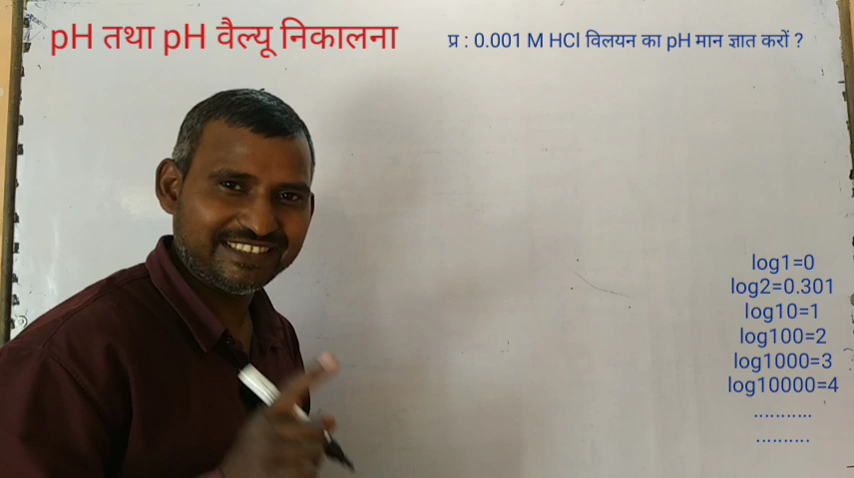 pH तथा pH वैल्यू निकालना
प्र : 0.001 M HCl विलयन का pH मान ज्ञात करों ?
log1=0
log2=0.301
log10=1
log100=2
log1000=3
log10000=4
...........
..........